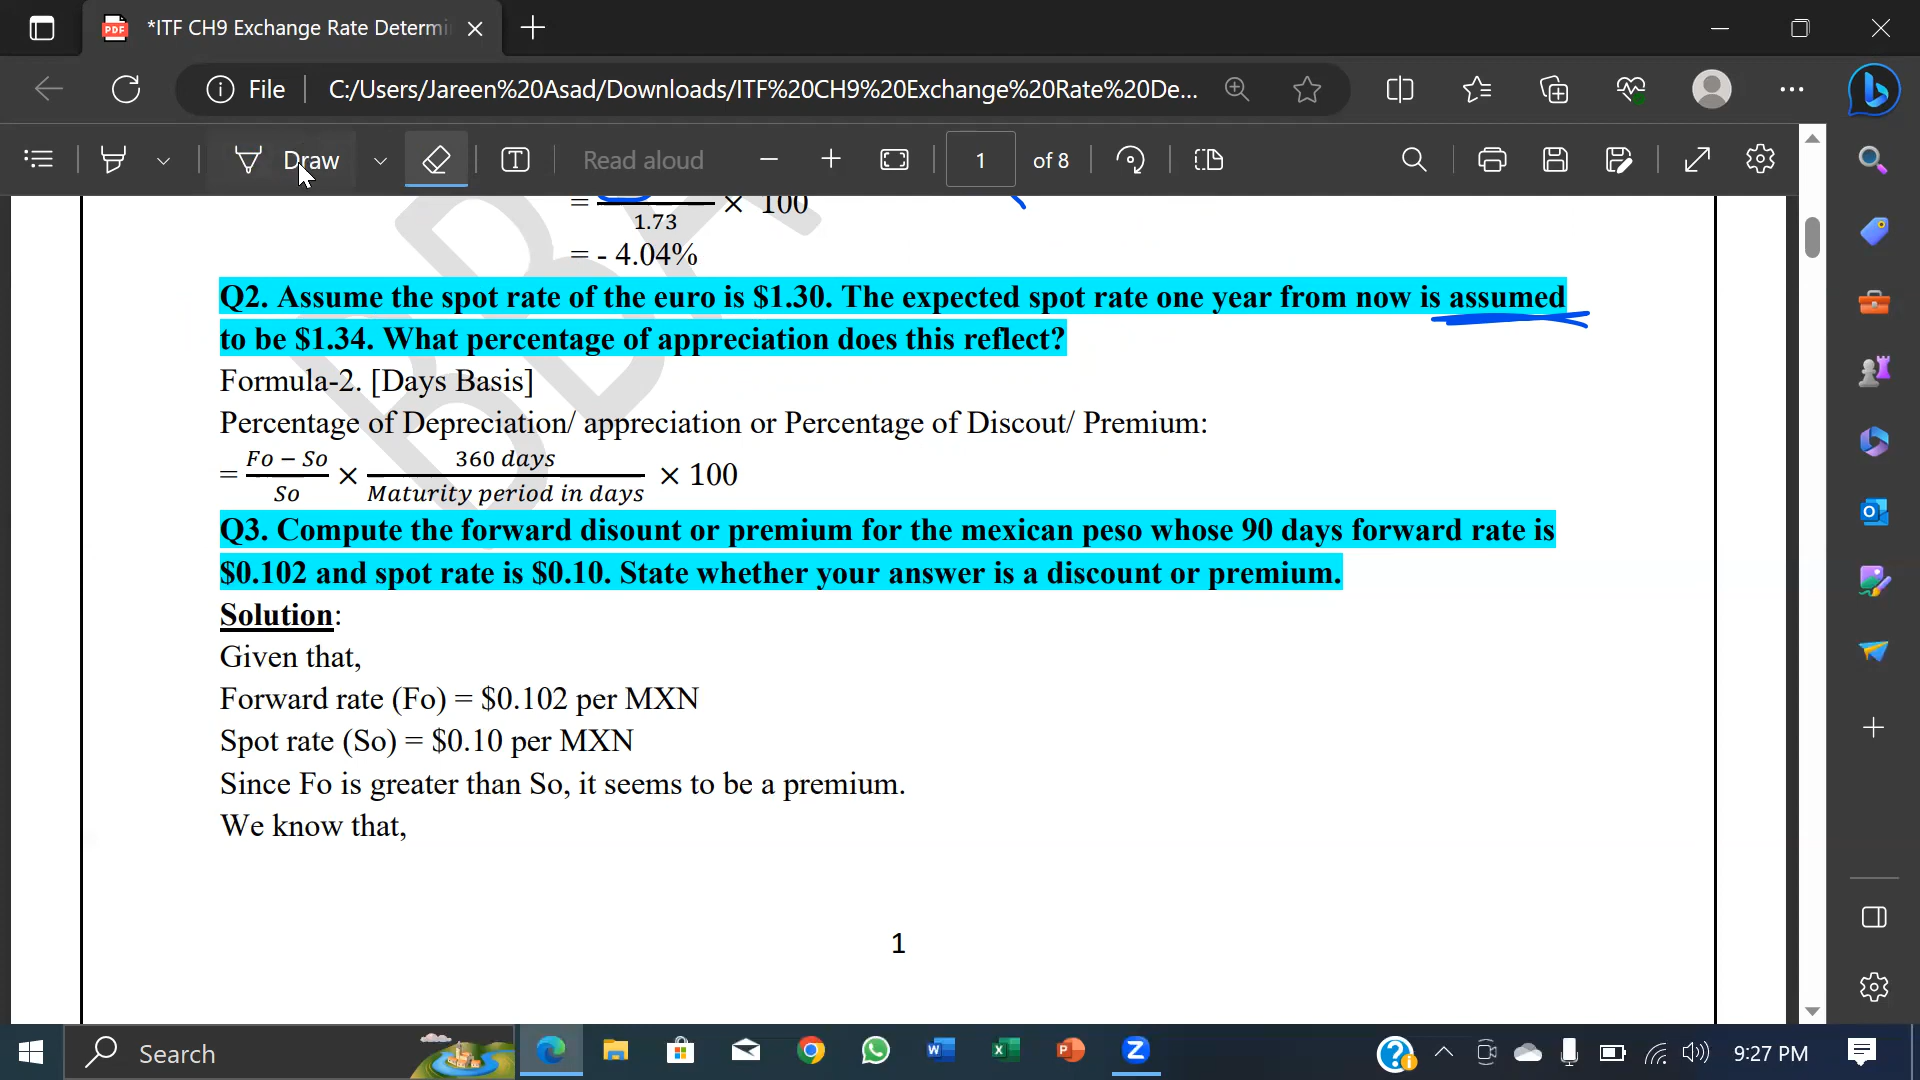 *ITF CH9 Exchange Rate Determi
File
C:/Users/Jareen%20Asad/Downloads/ITF%20CH9%20Exchange%20Rate%20De...
Draw
Read aloud
1 of 8
= × 100
1.73
= - 4.04%
Q2. Assume the spot rate of the euro is $1.30. The expected spot rate one year from now is assumed
to be $1.34. What percentage of appreciation does this reflect?
Formula-2. [Days Basis]
Percentage of Depreciation/ appreciation or Percentage of Discout/ Premium:
= Fo – So / So × 360 days / Maturity period in days × 100
Q3. Compute the forward disount or premium for the mexican peso whose 90 days forward rate is
$0.102 and spot rate is $0.10. State whether your answer is a discount or premium.
Solution:
Given that,
Forward rate (Fo) = $0.102 per MXN
Spot rate (So) = $0.10 per MXN
Since Fo is greater than So, it seems to be a premium.
We know that,
1
Search
9:27 PM